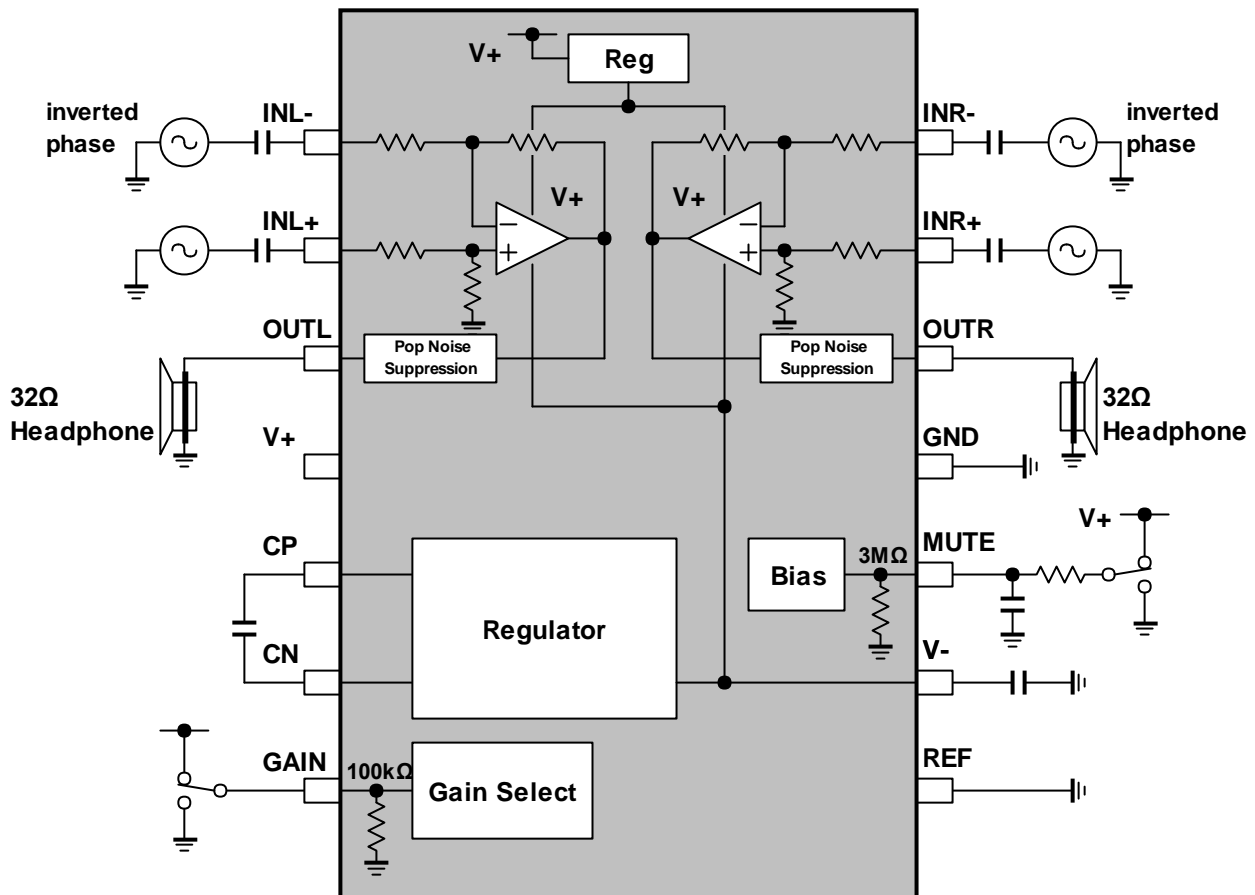 V+
Reg
inverted
phase
INL-
INR-
inverted
phase
V+
V+
INL+
INR+
−
+
−
+
OUTL
OUTR
Pop Noise
Suppression
Pop Noise
Suppression
32Ω
Headphone
32Ω
Headphone
V+
GND
V+
CP
MUTE
3MΩ
Bias
Regulator
CN
V-
GAIN
REF
100kΩ
Gain Select